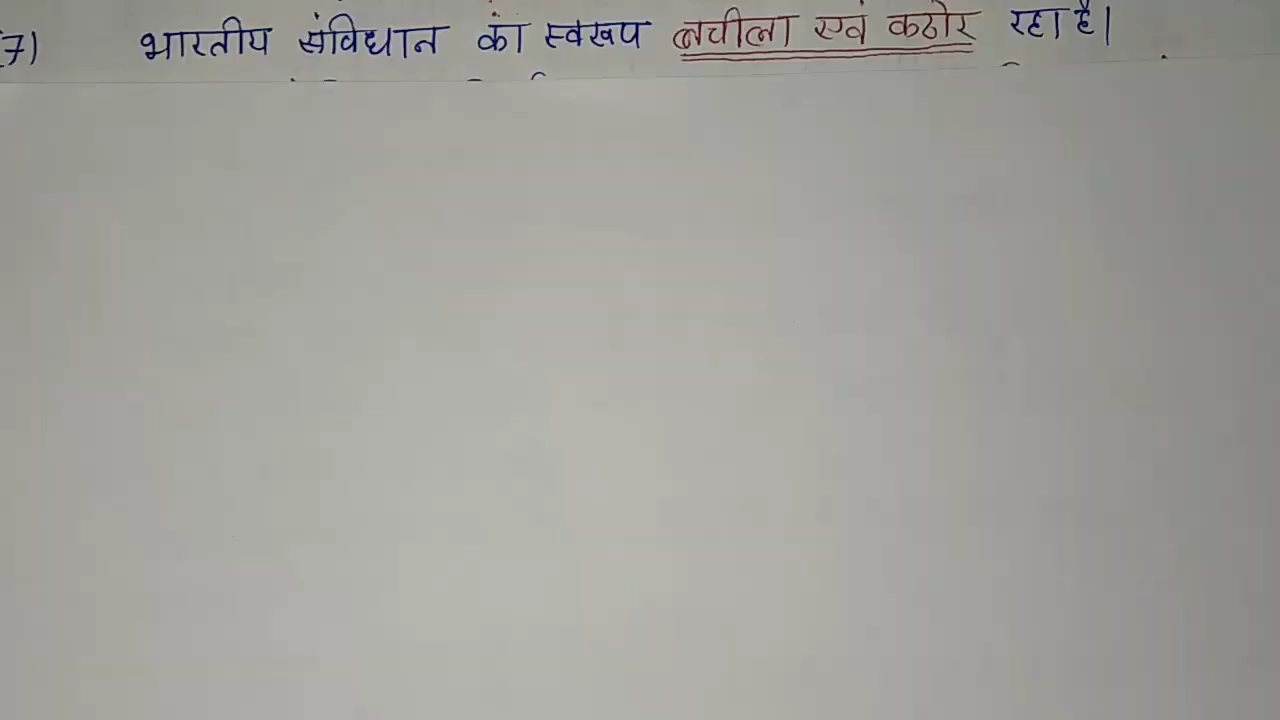 7) भारतीय संविधान का स्वरूप लचीला एवं कठोर रहा है।